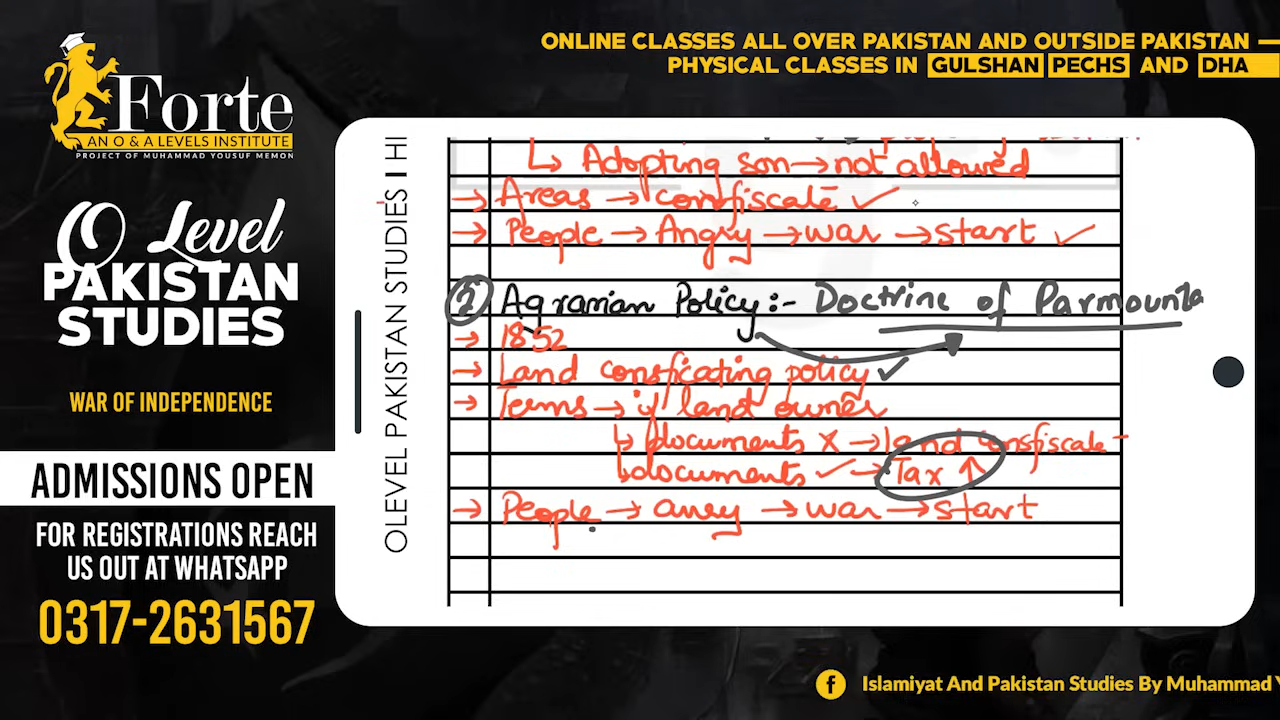 Forte
AN O & A LEVELS INSTITUTE
PROJECT OF MUHAMMAD YOUSUF MEMON
ONLINE CLASSES ALL OVER PAKISTAN AND OUTSIDE PAKISTAN
PHYSICAL CLASSES IN GULSHAN PECHS AND DHA
O Level
PAKISTAN
STUDIES
WAR OF INDEPENDENCE
ADMISSIONS OPEN
FOR REGISTRATIONS REACH
US OUT AT WHATSAPP
0317-2631567
OLEVEL PAKISTAN STUDIES I HI
↳ Adopting son → not allowed
→ Areas → confiscate ✓
→ People → Angry → war → start ✓
2 Agrarian Policy:- Doctrine of Parmounta
→ 1852
→ Land consficating policy ✓
→ Terms → if land owner
↳ documents X → land consfiscate
↳ documents ✓ → Tax ↑
→ People → angy → war → start
Islamiyat And Pakistan Studies By Muhammad Y